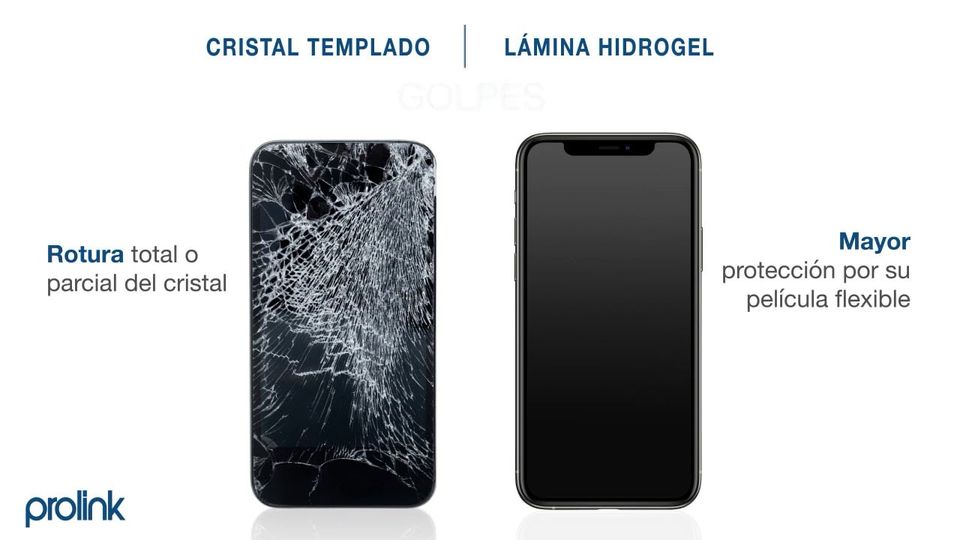 CRISTAL TEMPLADO
LÁMINA HIDROGEL
GOLPES
Rotura total o
parcial del cristal
Mayor
protección por su
película flexible
prolink